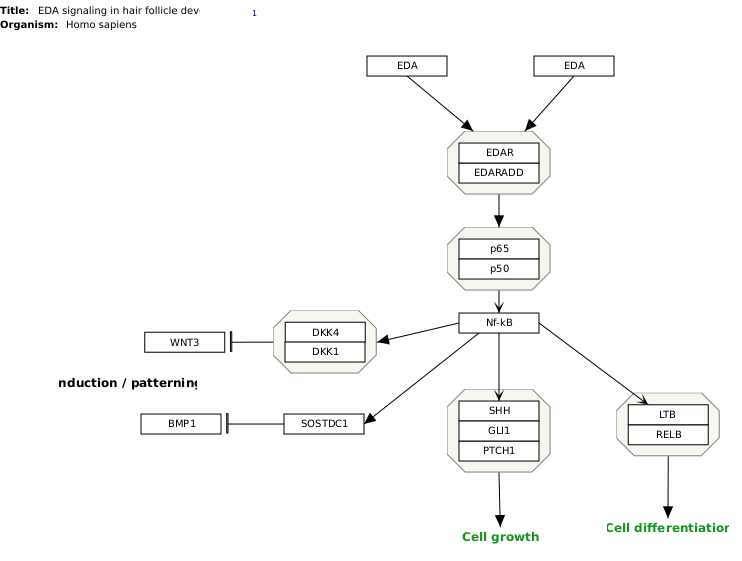 Title: EDA signaling in hair follicle dev
1
Organism: Homo sapiens
EDA
EDA
EDAR
EDARADD
p65
p50
Nf-kB
DKK4
DKK1
WNT3
nduction / patterning
BMP1
SOSTDC1
SHH
GLI1
PTCH1
LTB
RELB
Cell growth
Cell differentiation